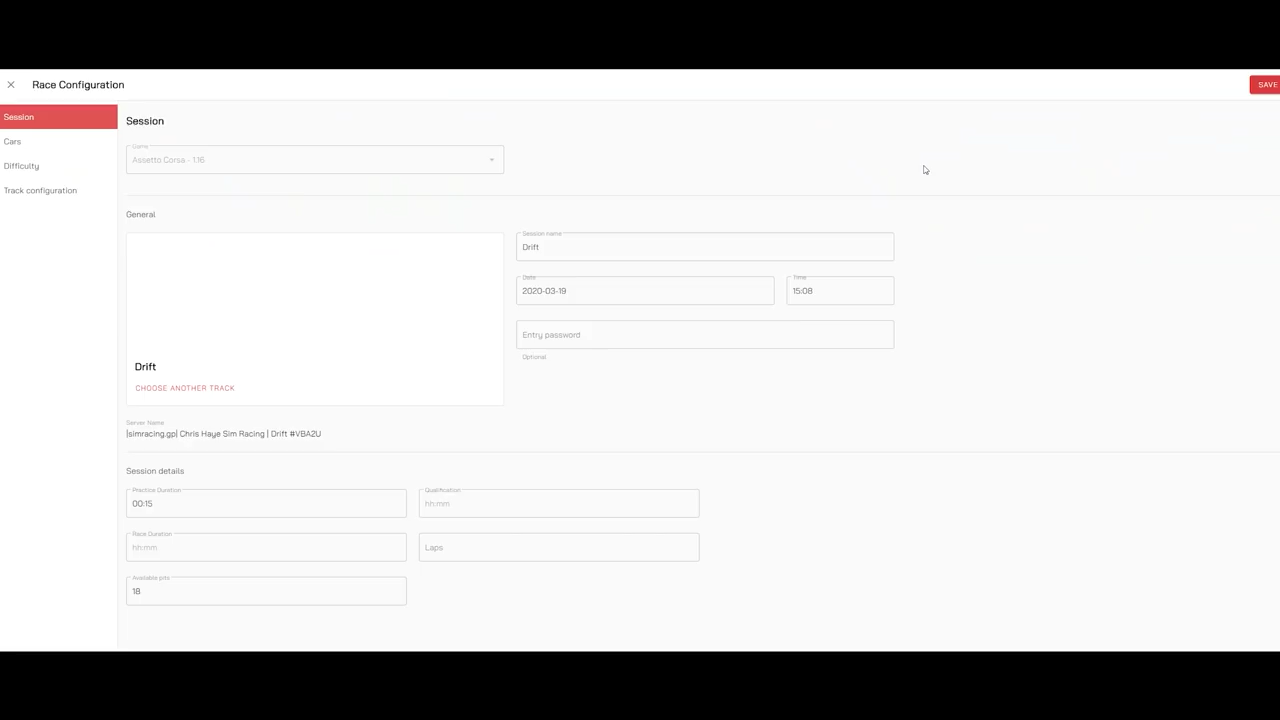 Race Configuration
SAVE
Session
Cars
Difficulty
Track configuration
Session
Game
Assetto Corsa - 1.16
General
Drift
CHOOSE ANOTHER TRACK
Session name
Drift
Date
2020-03-19
Time
15:08
Entry password
Optional
Server Name
|simracing.gp| Chris Haye Sim Racing | Drift #VBA2U
Session details
Practice Duration
00:15
Qualification
hh:mm
Race Duration
hh:mm
Laps
Available pits
18